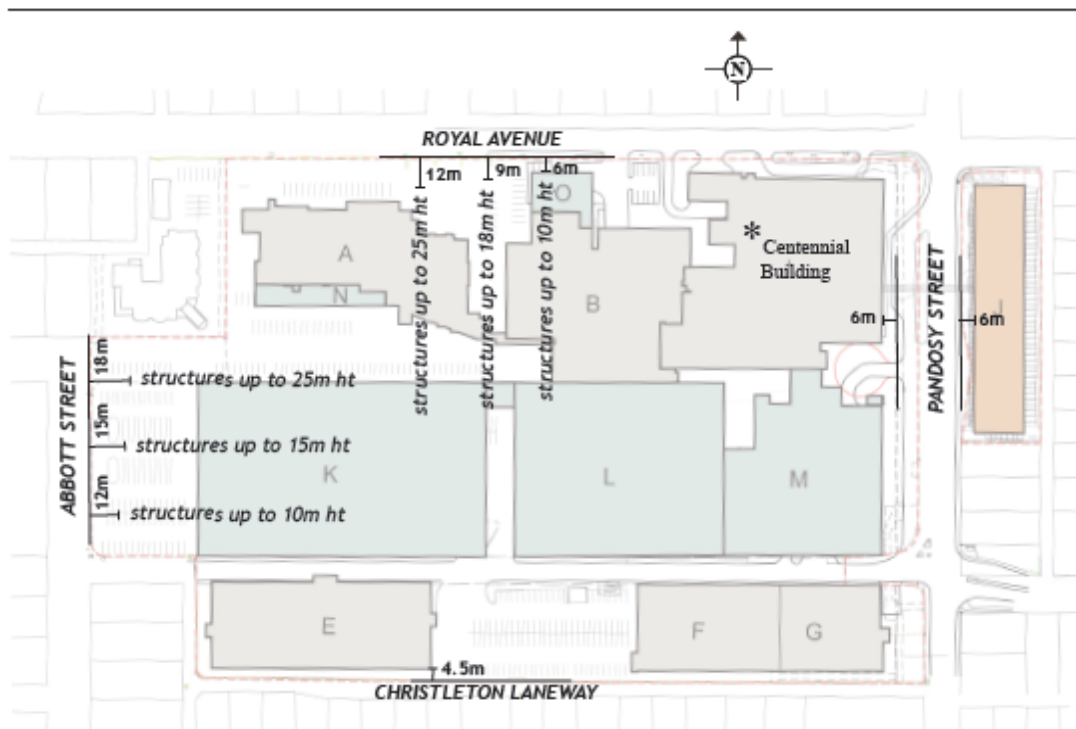 N
ROYAL AVENUE
12m
9m
6m
structures up to 25m ht
structures up to 18m ht
structures up to 10m ht
O
A
N
B
* Centennial
Building
6m
PANDOSY STREET
6m
J
ABBOTT STREET
18m
structures up to 25m ht
15m
structures up to 15m ht
12m
structures up to 10m ht
K
L
M
E
F
G
4.5m
CHRISTLETON LANEWAY